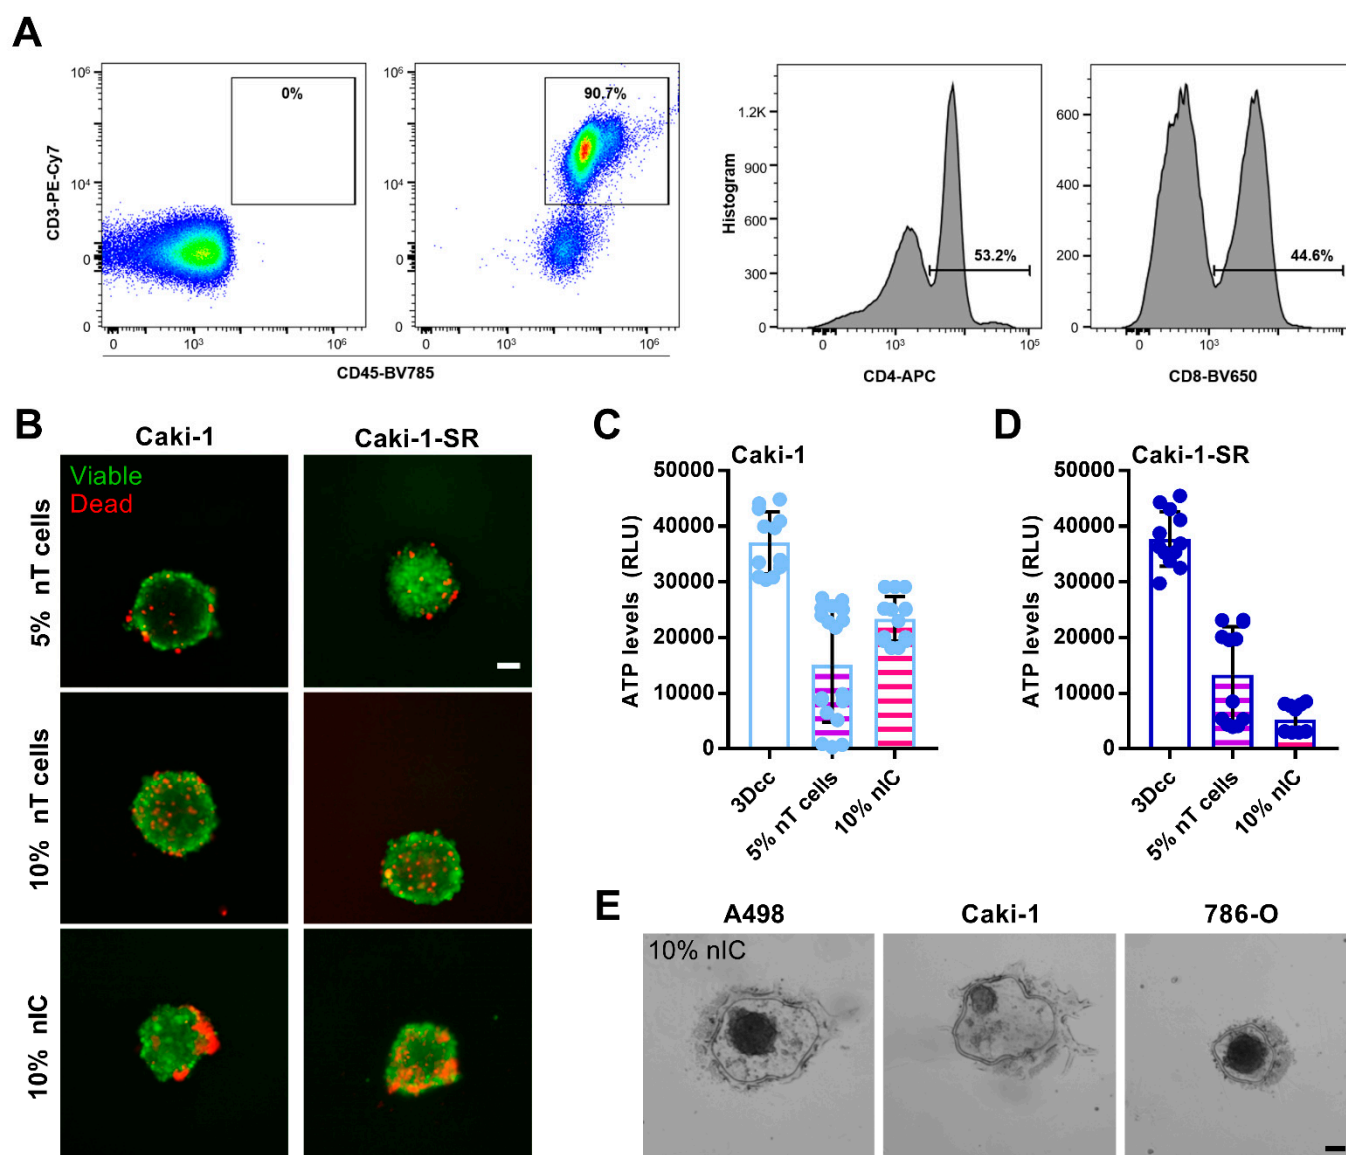 A
10⁶
10⁴
0
0
CD3-PE-Cy7
0%
0
10³
10⁶
10⁶
10⁴
0
0
90.7%
0
10³
10⁶
CD45-BV785
Histogram
1.2K
900
600
300
0
53.2%
0
10³
10⁵
CD4-APC
600
400
200
0
44.6%
0
10³
CD8-BV650
B
Caki-1
Caki-1-SR
Viable
Dead
5% nT cells
10% nT cells
10% nIC
C
Caki-1
ATP levels (RLU)
50000
40000
30000
20000
10000
0
3Dcc
5% nT cells
10% nIC
D
Caki-1-SR
ATP levels (RLU)
50000
40000
30000
20000
10000
0
3Dcc
5% nT cells
10% nIC
E
A498
Caki-1
786-O
10% nIC